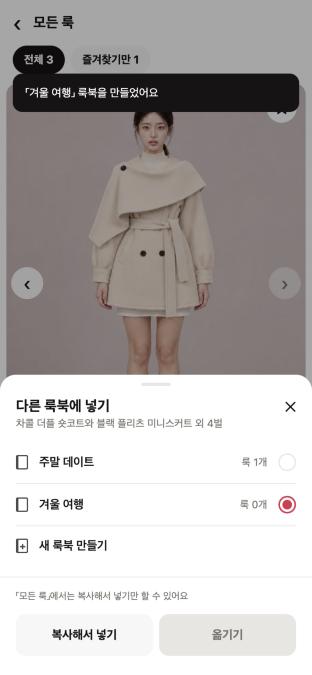 모든 룩
전체 3
즐겨찾기만 1
「겨울 여행」 룩북을 만들었어요
다른 룩북에 넣기
차콜 더플 숏코트와 블랙 플리츠 미니스커트 외 4벌
주말 데이트
룩 1개
겨울 여행
룩 0개
새 룩북 만들기
「모든 룩」에서는 복사해서 넣기만 할 수 있어요
복사해서 넣기
옮기기